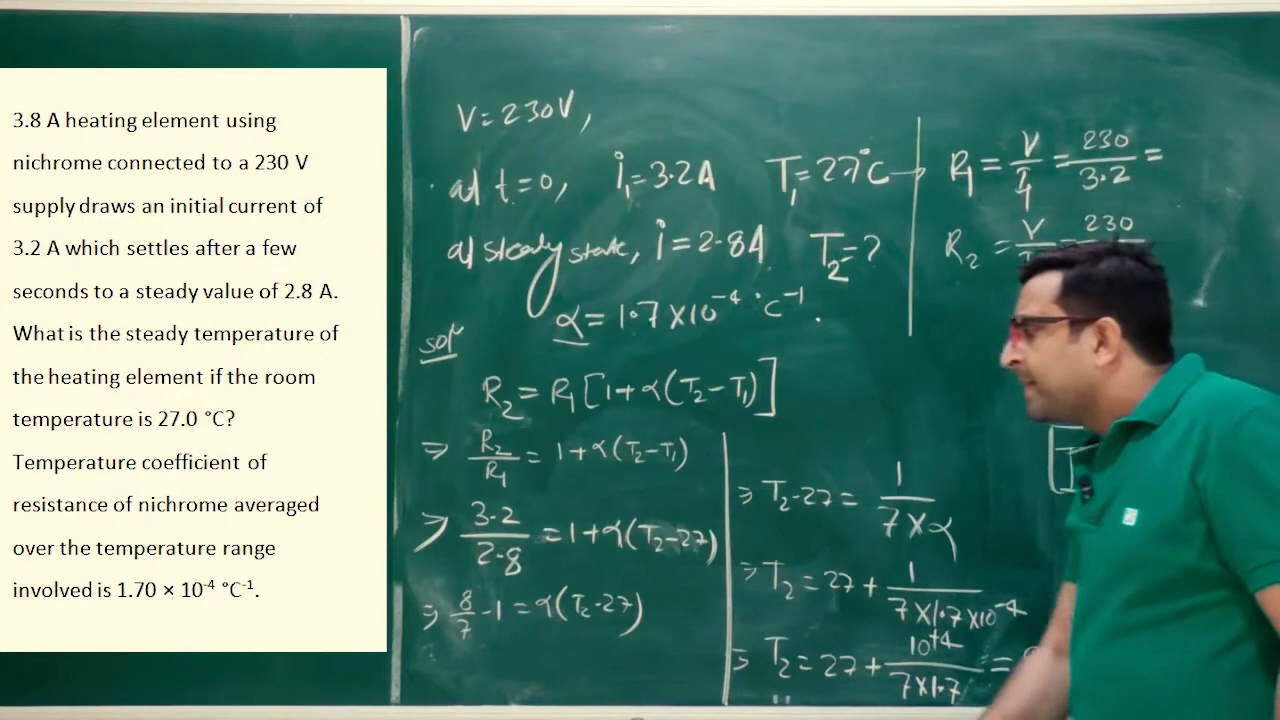 3.8 A heating element using
nichrome connected to a 230 V
supply draws an initial current of
3.2 A which settles after a few
seconds to a steady value of 2.8 A.
What is the steady temperature of
the heating element if the room
temperature is 27.0 °C?
Temperature coefficient of
resistance of nichrome averaged
over the temperature range
involved is 1.70 × 10⁻⁴ °C⁻¹.
V = 230V,
at t = 0, i₁ = 3.2A T₁ = 27°C →
at steady state, i = 2.8A T₂ = ?
α = 1.7 × 10⁻⁴ °C⁻¹.
R₁ = V/I₁ = 230/3.2 =
R₂ = V/ = 230
solⁿ
R₂ = R₁ [1 + α(T₂ - T₁)]
⇒ R₂/R₁ = 1 + α(T₂ - T₁)
⇒ 3.2/2.8 = 1 + α(T₂ - 27)
⇒ 8/7 - 1 = α(T₂ - 27)
⇒ T₂ - 27 = 1/(7 × α)
⇒ T₂ = 27 + 1/(7 × 1.7 × 10⁻⁴)
⇒ T₂ = 27 + 10⁺⁴/(7 × 1.7) =